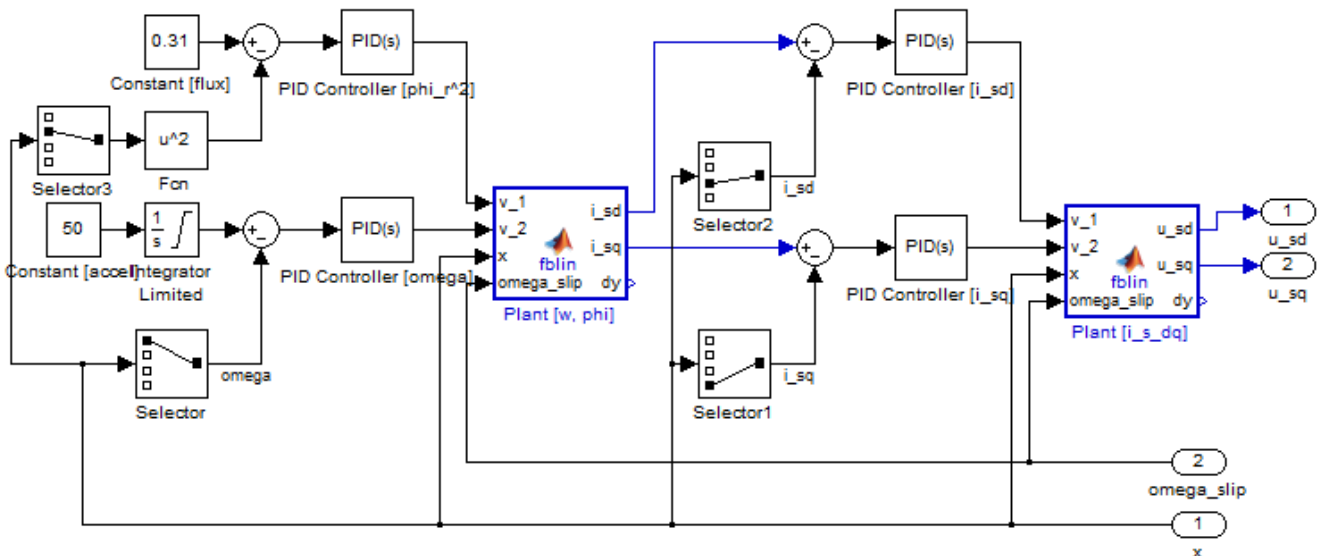 0.31
Constant [flux]
+
-
PID(s)
PID Controller [phi_r^2]
Selector3
u^2
Fcn
50
Constant [accel]
1
s
Integrator
Limited
+
-
PID(s)
PID Controller [omega]
Selector
omega
v_1
v_2
x
omega_slip
i_sd
i_sq
dy
fblin
Plant [w, phi]
+
-
PID(s)
PID Controller [i_sd]
Selector2
i_sd
+
-
PID(s)
PID Controller [i_sq]
Selector1
i_sq
v_1
v_2
x
omega_slip
u_sd
u_sq
dy
fblin
Plant [i_s_dq]
1
u_sd
2
u_sq
2
omega_slip
1
x